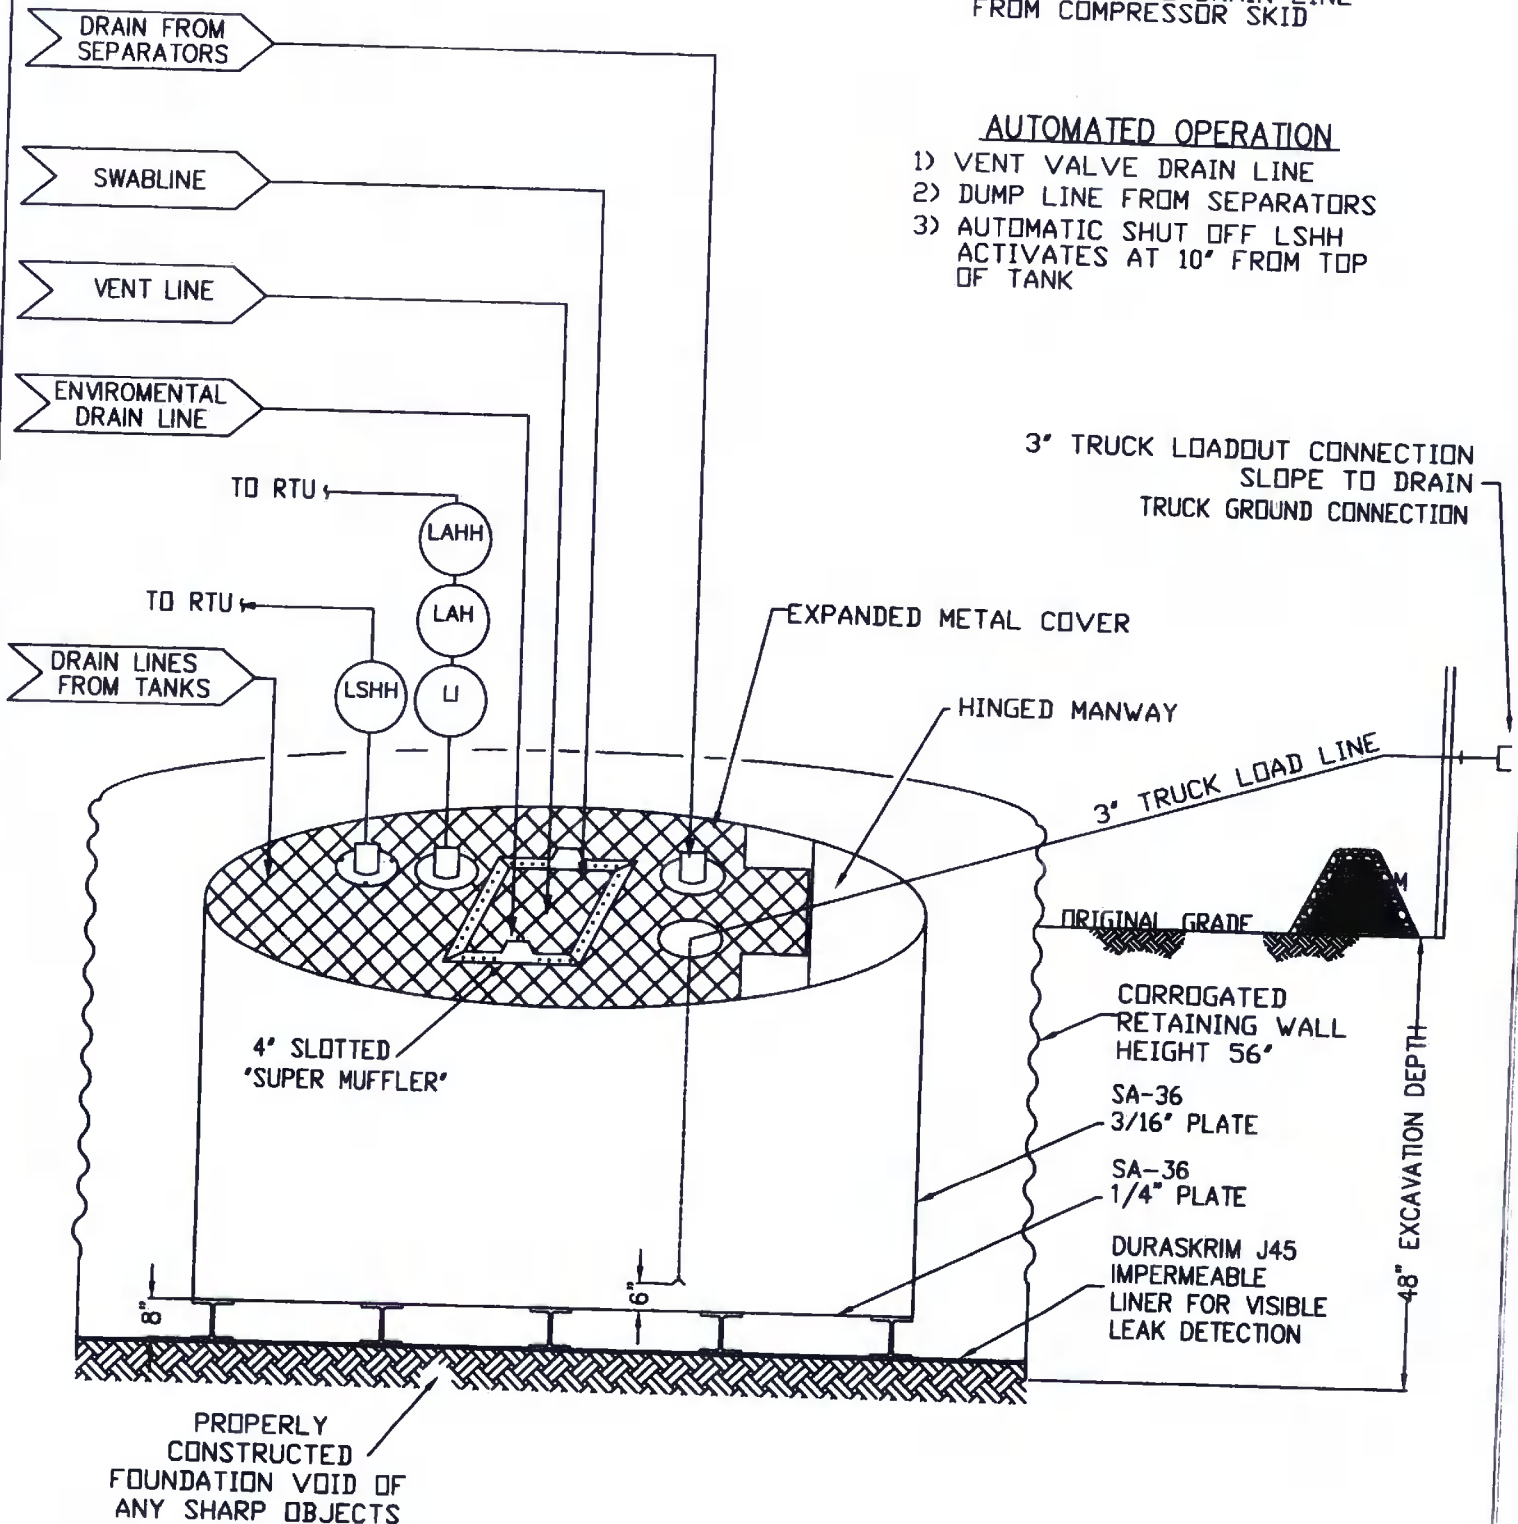 DRAIN FROM
SEPARATORS
LINE
FROM COMPRESSOR SKID
AUTOMATED OPERATION
1) VENT VALVE DRAIN LINE
2) DUMP LINE FROM SEPARATORS
3) AUTOMATIC SHUT OFF LSHH
ACTIVATES AT 10" FROM TOP
OF TANK
SWABLINE
VENT LINE
ENVIROMENTAL
DRAIN LINE
3" TRUCK LOADOUT CONNECTION
SLOPE TO DRAIN
TRUCK GROUND CONNECTION
TO RTU
LAHH
LAH
TO RTU
LSHH
LI
DRAIN LINES
FROM TANKS
EXPANDED METAL COVER
HINGED MANWAY
3" TRUCK LOAD LINE
M
ORIGINAL GRADE
CORROGATED
RETAINING WALL
HEIGHT 56"
4" SLOTTED
"SUPER MUFFLER"
SA-36
3/16" PLATE
SA-36
1/4" PLATE
48" EXCAVATION DEPTH
DURASKRIM J45
IMPERMEABLE
LINER FOR VISIBLE
LEAK DETECTION
8"
6"
PROPERLY
CONSTRUCTED
FOUNDATION VOID OF
ANY SHARP OBJECTS